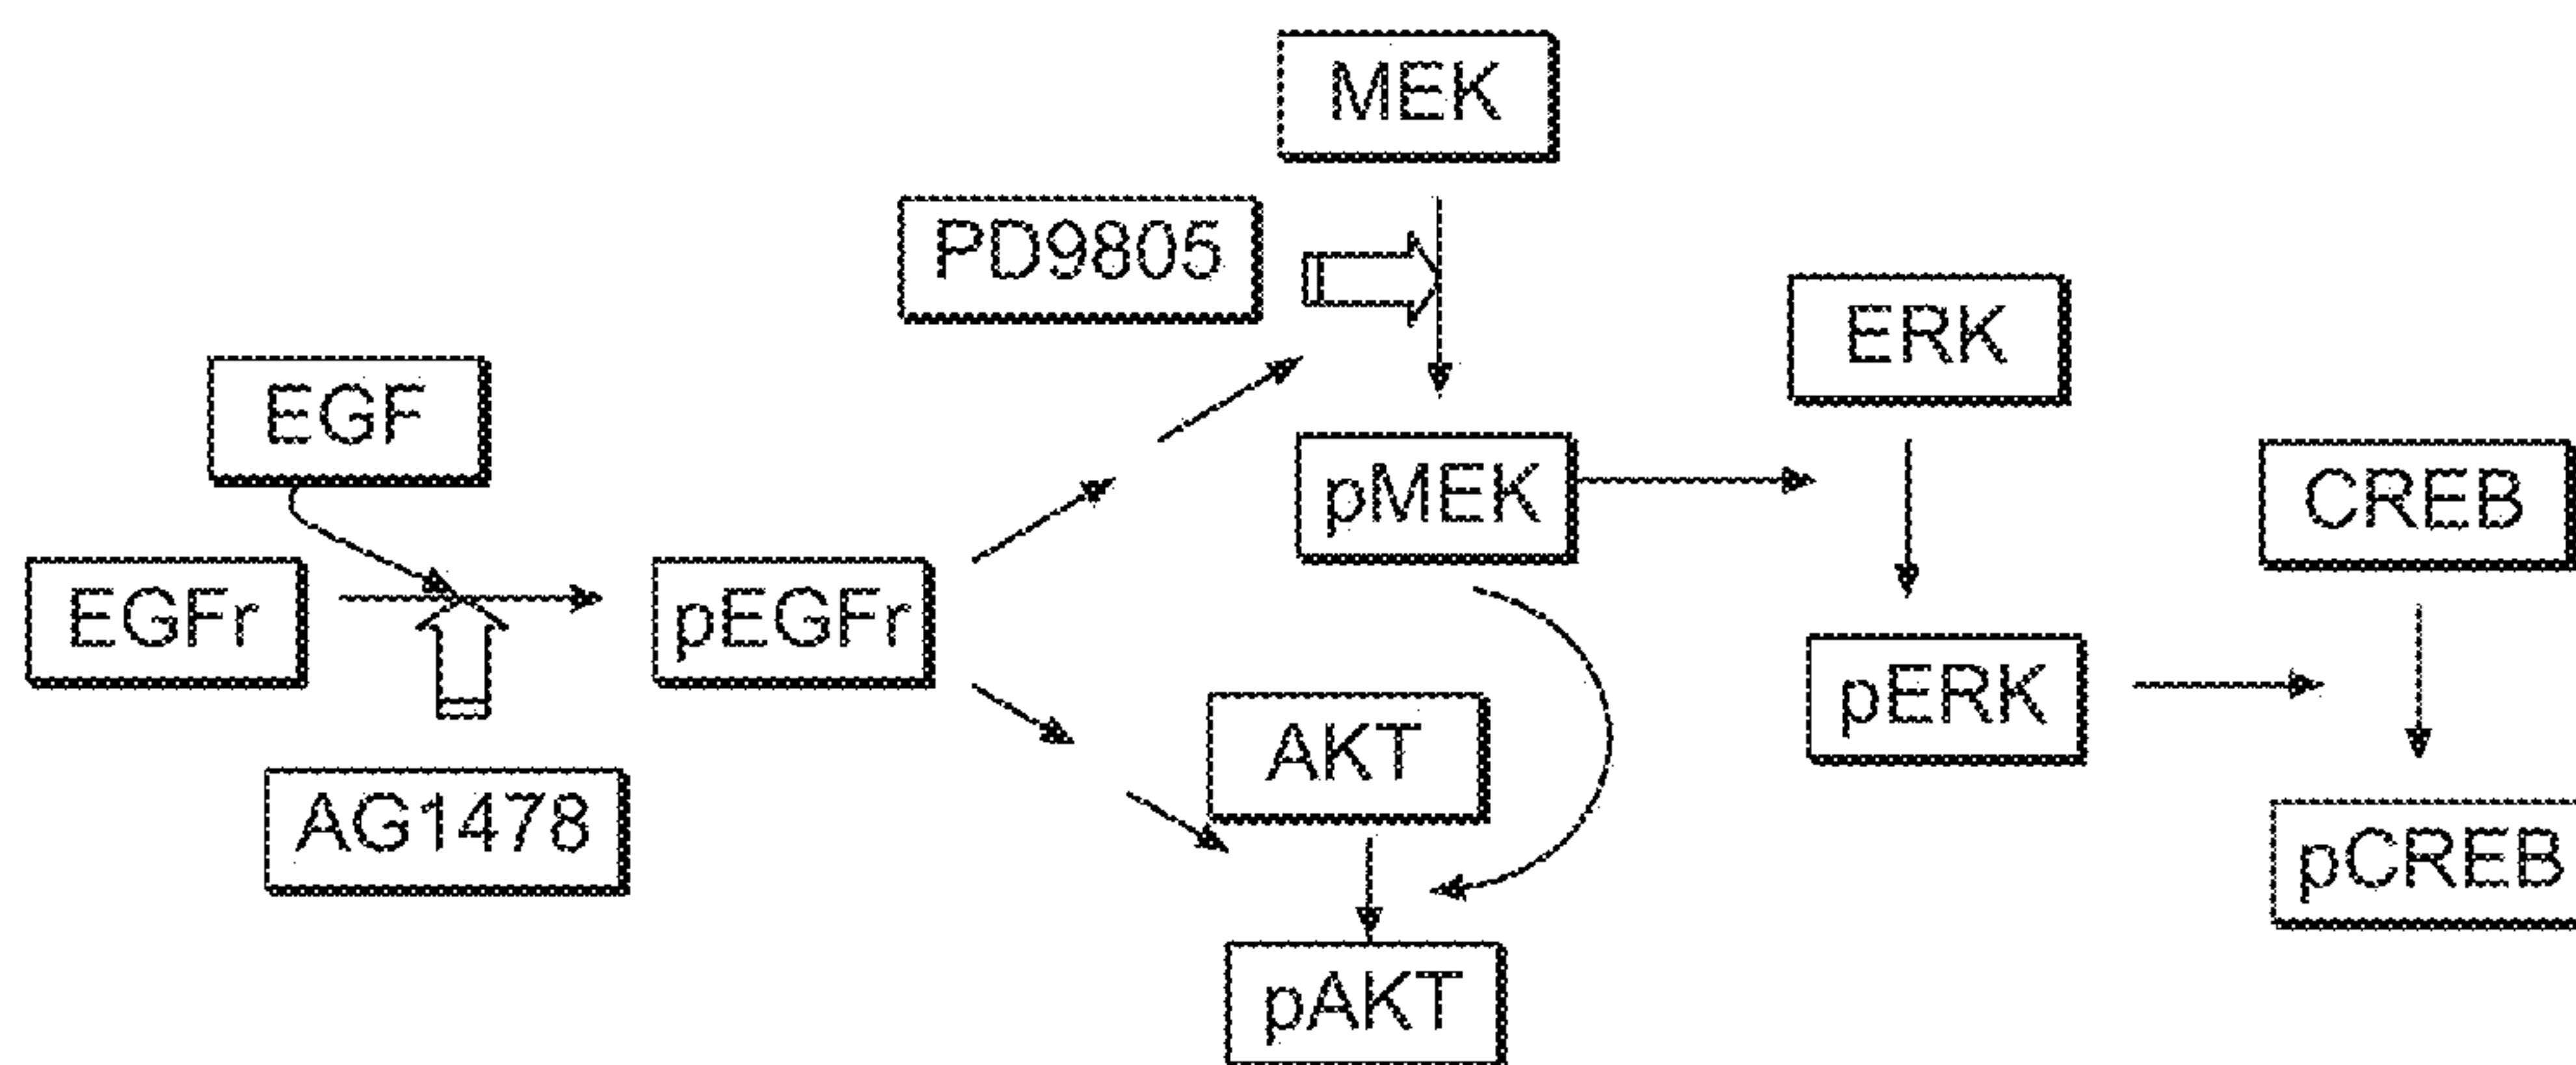 MEK
PD9805
ERK
EGF
pMEK
CREB
EGFr
pEGFr
pERK
AKT
AG1478
pCREB
pAKT